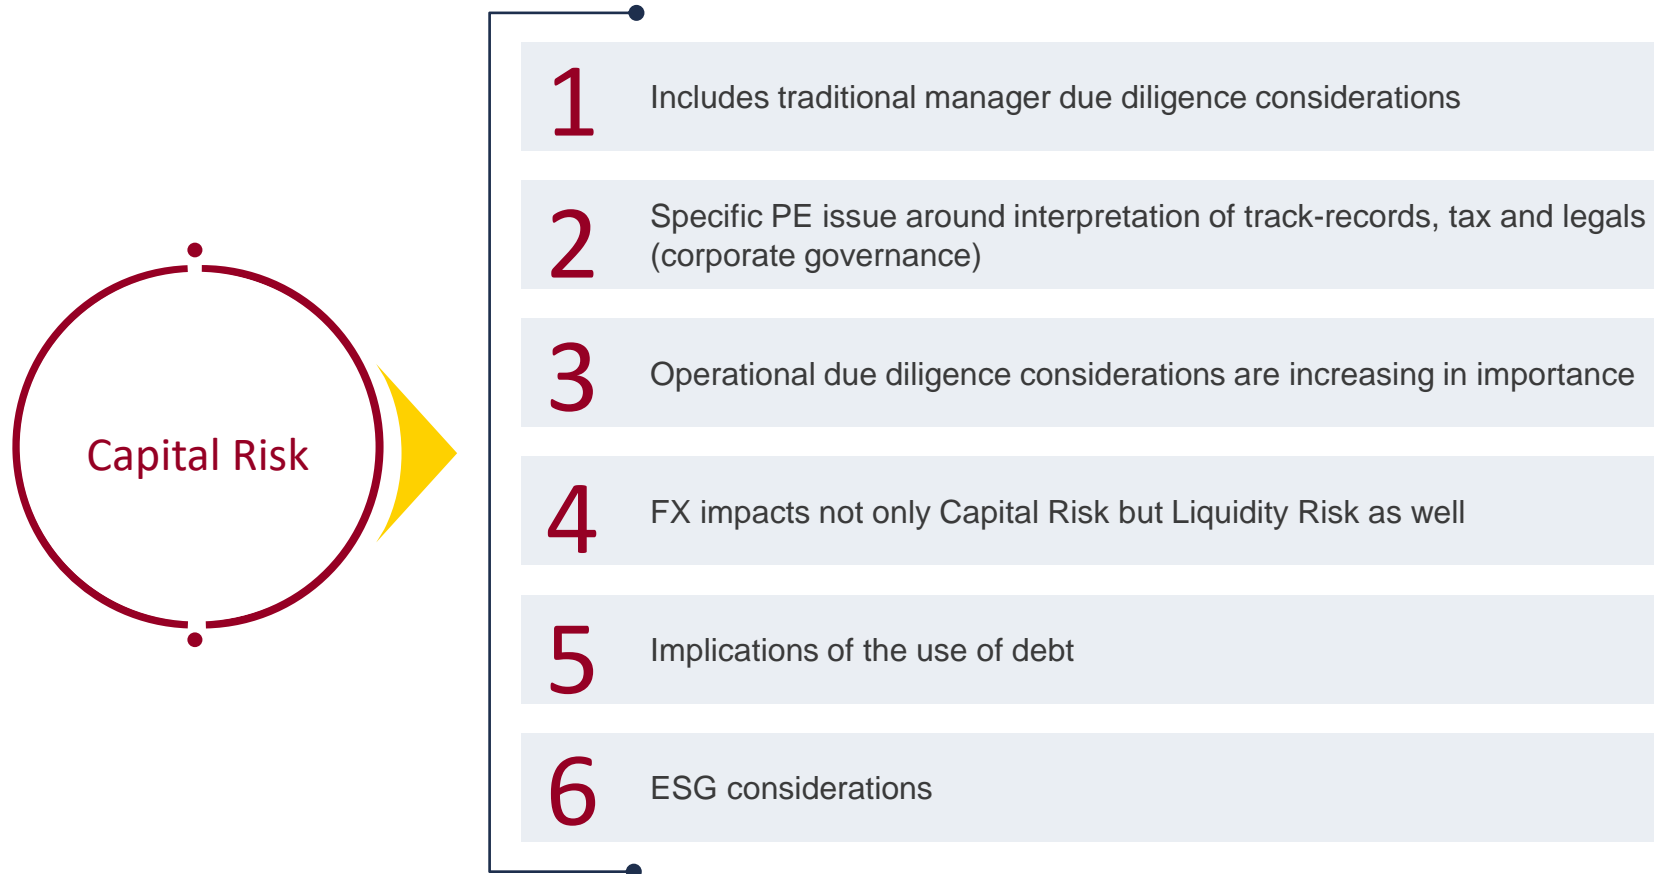 Capital Risk
1
Includes traditional manager due diligence considerations
2
Specific PE issue around interpretation of track-records, tax and legals
(corporate governance)
3
Operational due diligence considerations are increasing in importance
4
FX impacts not only Capital Risk but Liquidity Risk as well
5
Implications of the use of debt
6
ESG considerations